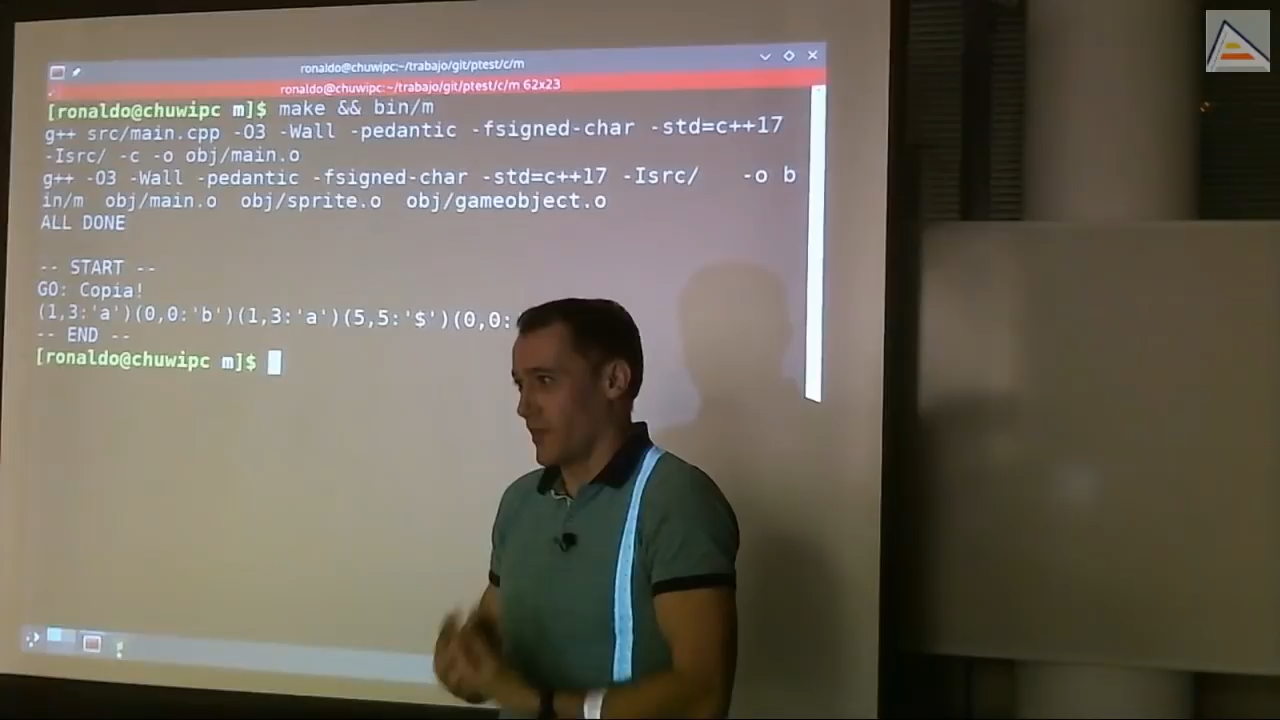 ronaldo@chuwipc:~/trabajo/git/ptest/c/m
ronaldo@chuwipc:~/trabajo/git/ptest/c/m 62x23
[ronaldo@chuwipc m]$ make && bin/m
g++ src/main.cpp -O3 -Wall -pedantic -fsigned-char -std=c++17
-Isrc/ -c -o obj/main.o
g++ -O3 -Wall -pedantic -fsigned-char -std=c++17 -Isrc/   -o b
in/m  obj/main.o  obj/sprite.o  obj/gameobject.o
ALL DONE
-- START --
GO: Copia!
(1,3:'a')(0,0:'b')(1,3:'a')(5,5:'$')(0,0:
-- END --
[ronaldo@chuwipc m]$